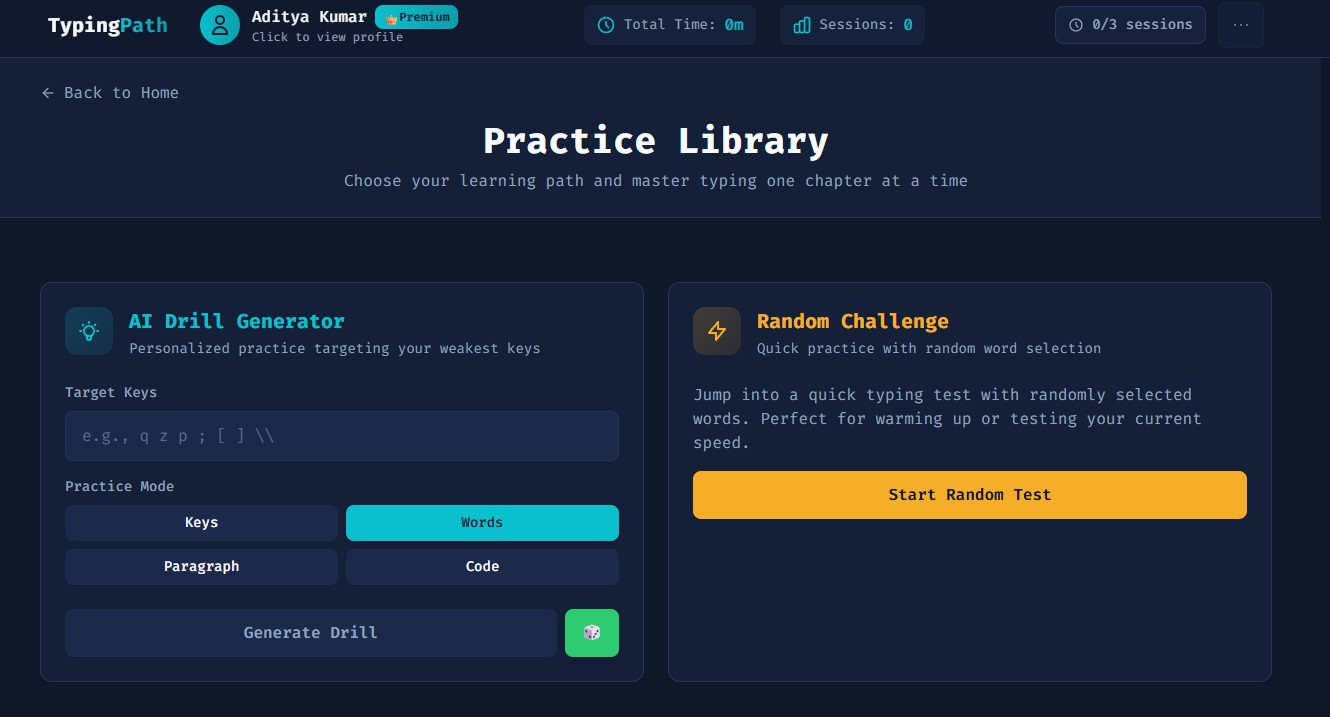 TypingPath
Aditya Kumar
Premium
Click to view profile
Total Time: 0m
Sessions: 0
0/3 sessions
...
← Back to Home
Practice Library
Choose your learning path and master typing one chapter at a time
AI Drill Generator
Personalized practice targeting your weakest keys
Target Keys
e.g., q z p ; [ ] \\
Practice Mode
Keys
Words
Paragraph
Code
Generate Drill
Random Challenge
Quick practice with random word selection
Jump into a quick typing test with randomly selected
words. Perfect for warming up or testing your current
speed.
Start Random Test